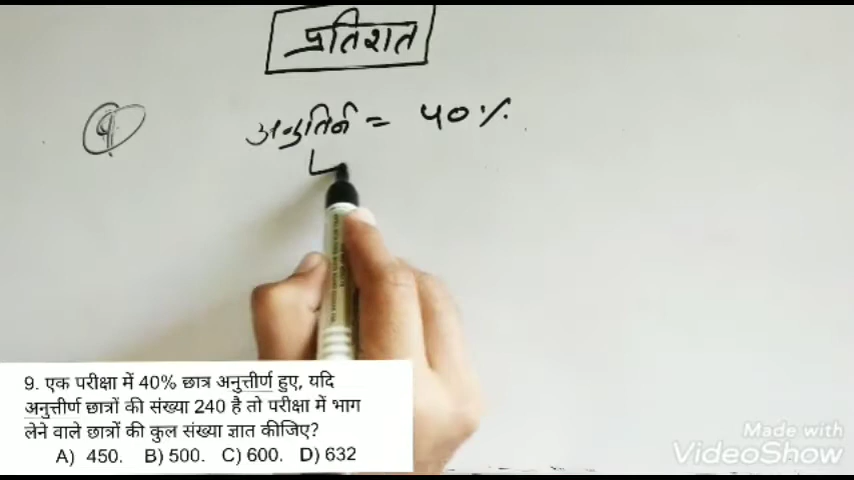 प्रतिशत
9
अनुतिर्न = 40%
9. एक परीक्षा में 40% छात्र अनुत्तीर्ण हुए, यदि
अनुत्तीर्ण छात्रों की संख्या 240 है तो परीक्षा में भाग
लेने वाले छात्रों की कुल संख्या ज्ञात कीजिए?
A) 450. B) 500. C) 600. D) 632
Made with
VideoShow